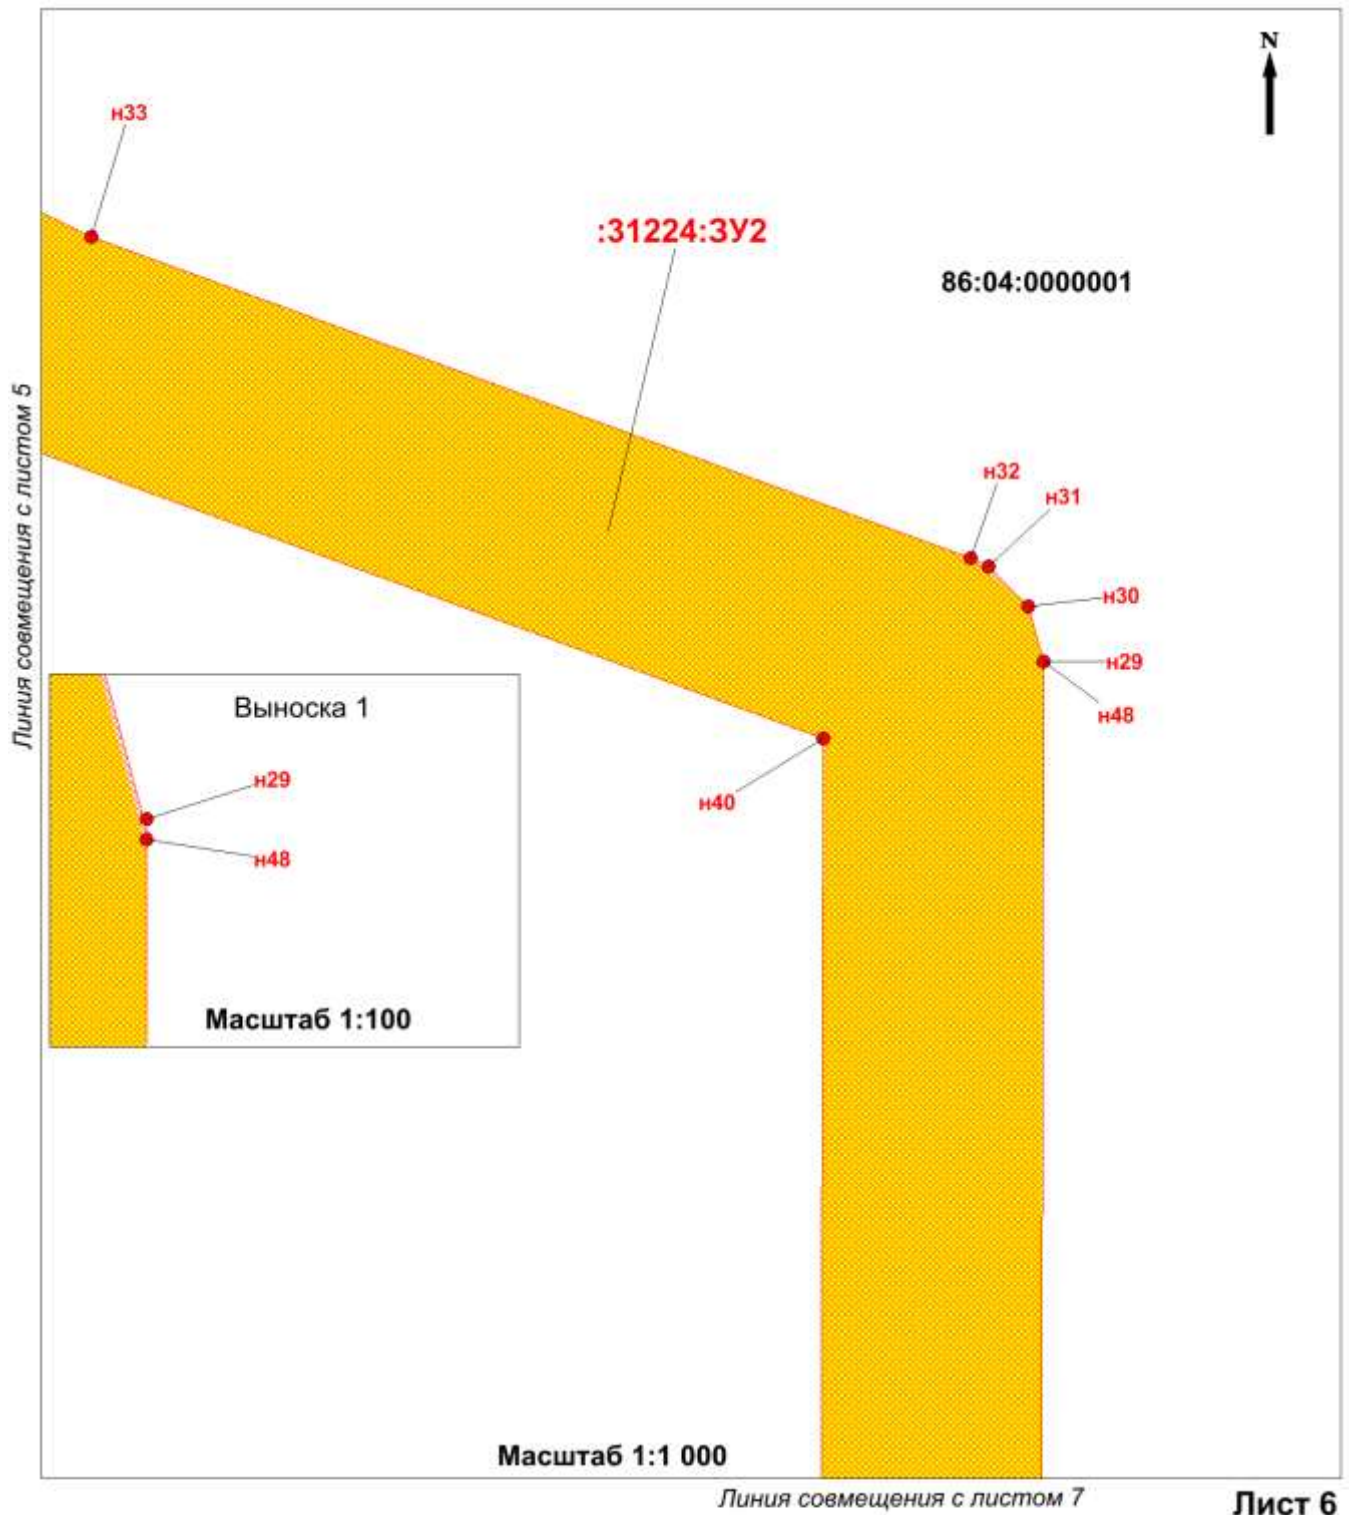 N
н33
:31224:ЗУ2
86:04:0000001
Линия совмещения с листом 5
н32
н31
н30
н29
н48
н40
Выноска 1
н29
н48
Масштаб 1:100
Масштаб 1:1 000
Линия совмещения с листом 7
Лист 6